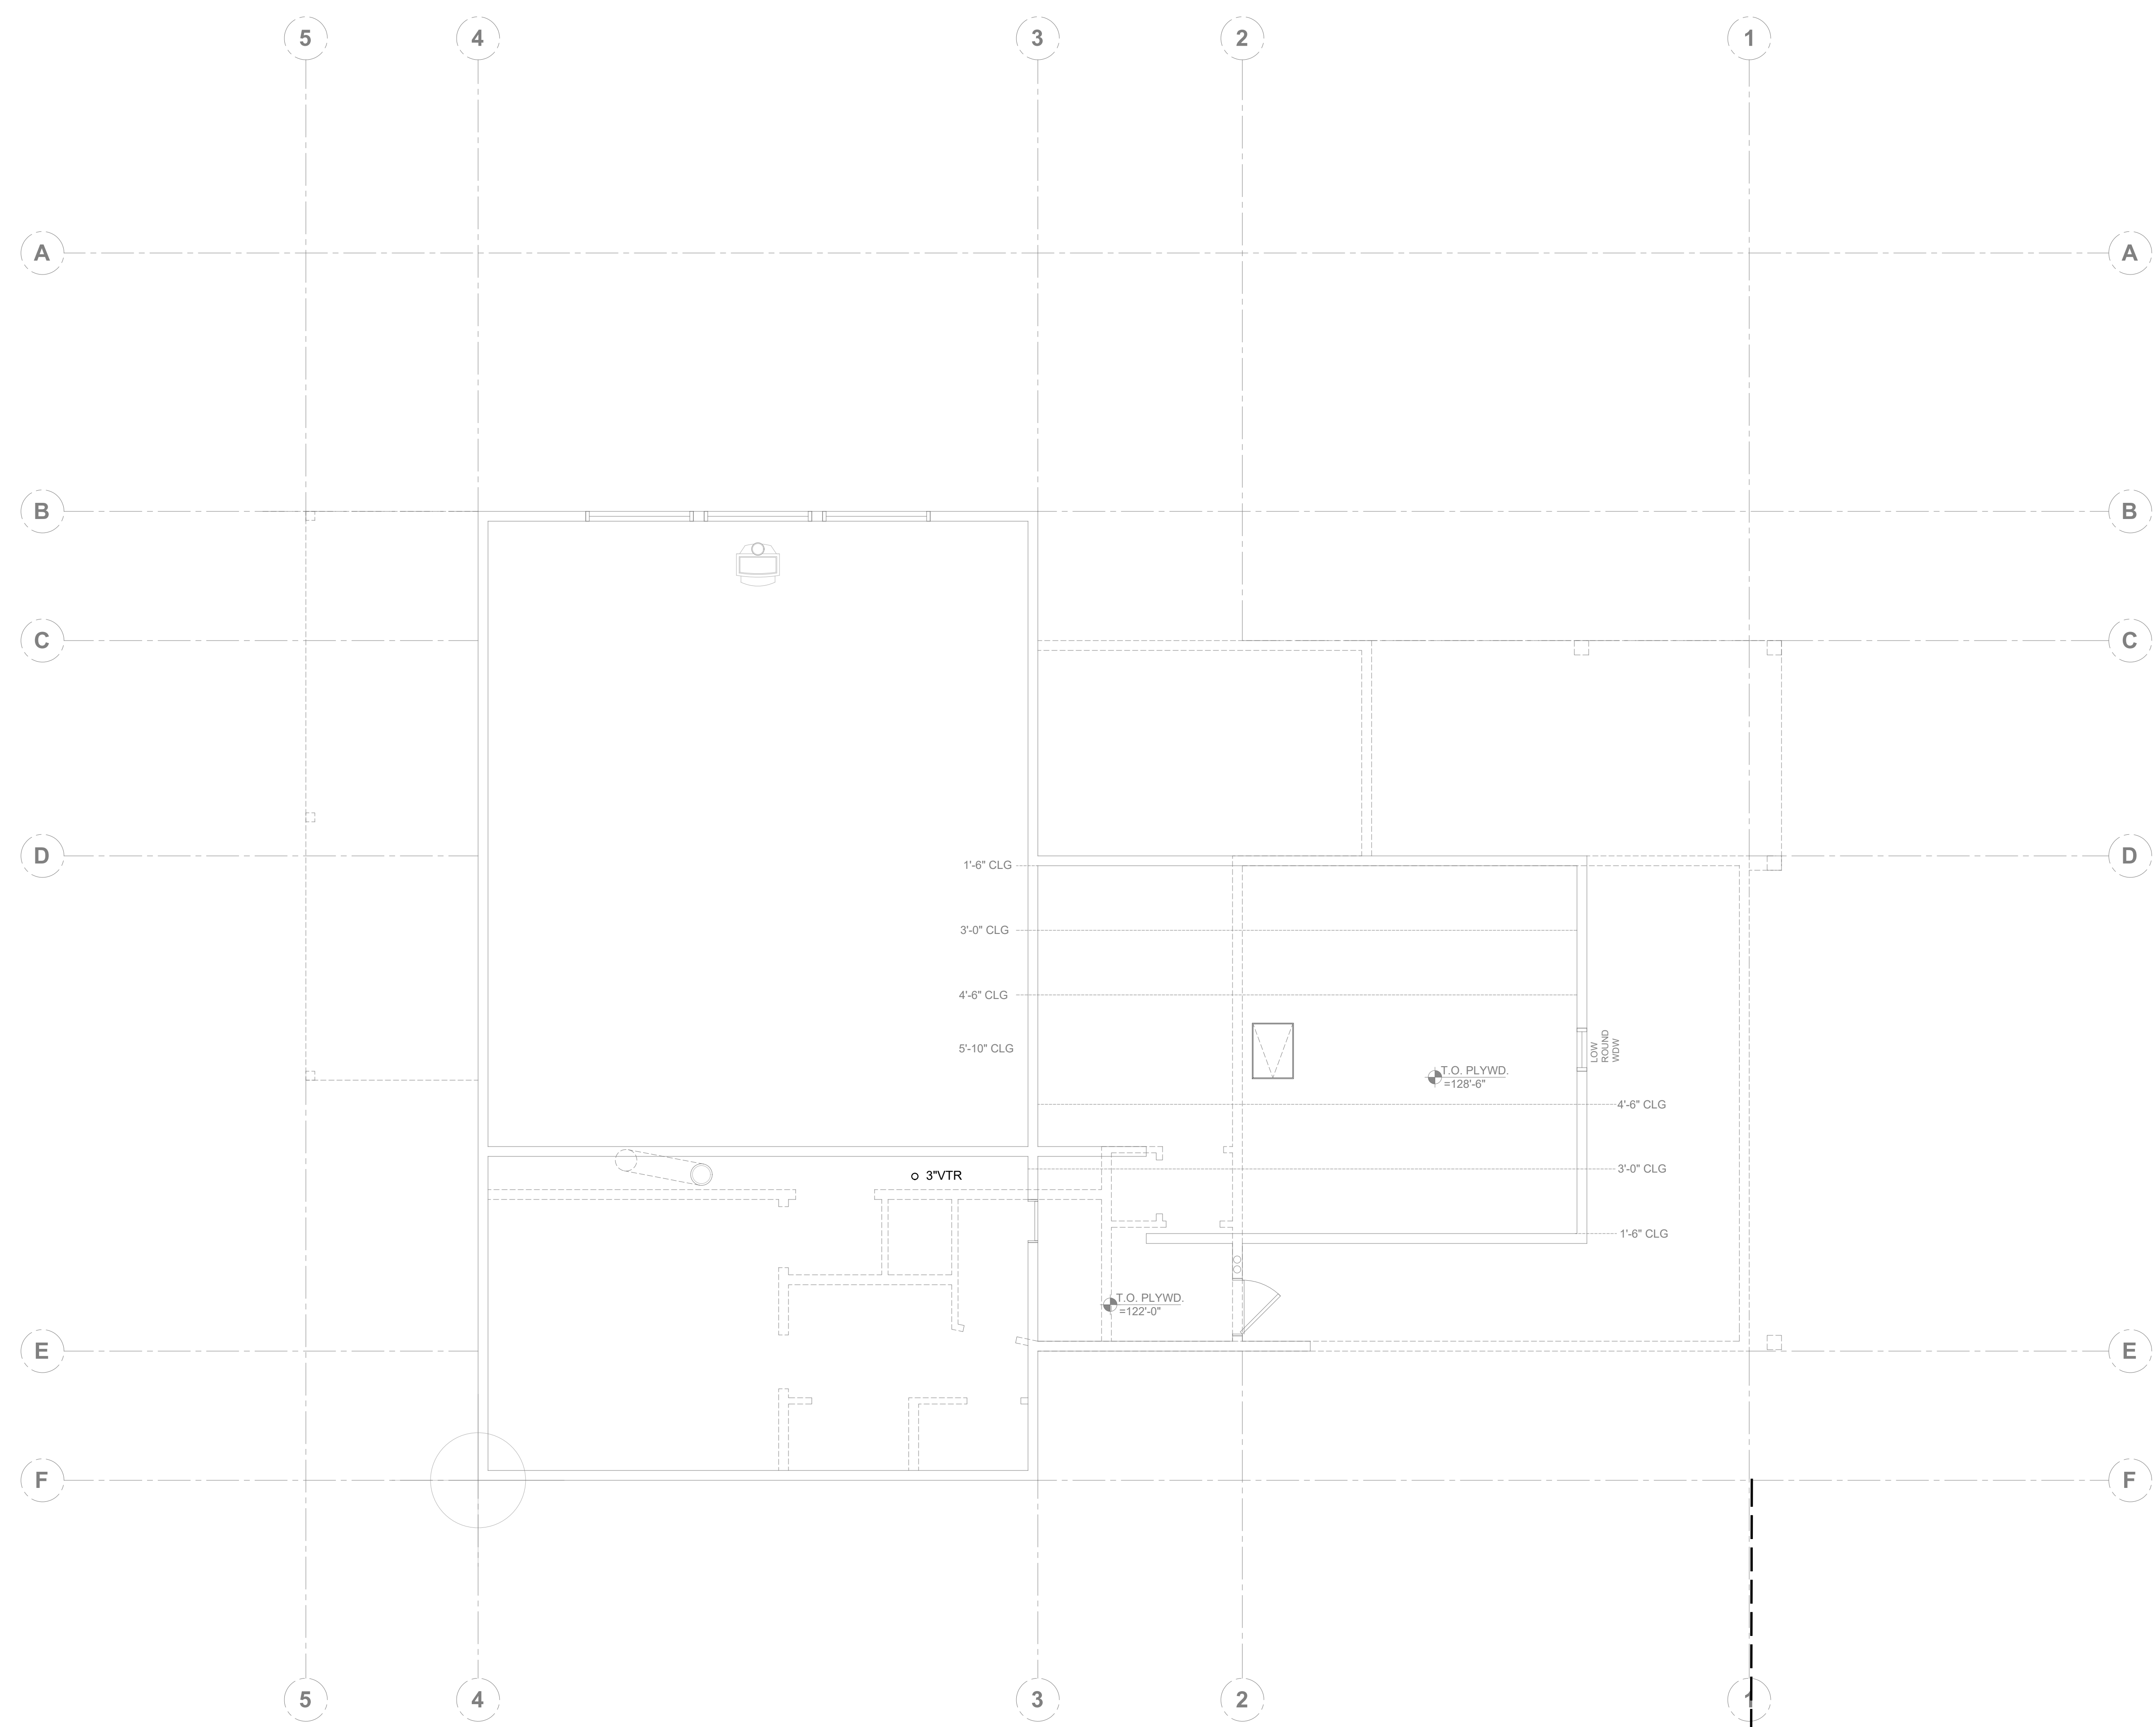 5 4 3 2 1
A A
B B
C C
D D
1'-6" CLG
3'-0" CLG
4'-6" CLG
5'-10" CLG
LOW
ROUND
WDW
T.O. PLYWD.
=128'-6"
4'-6" CLG
3'-0" CLG
3"VTR
1'-6" CLG
T.O. PLYWD.
=122'-0"
E E
F F
5 4 3 2 1